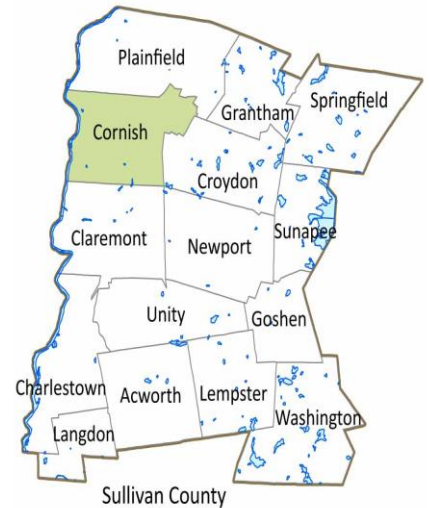 Plainfield
Grantham
Springfield
Cornish
Croydon
Sunapee
Claremont
Newport
Unity
Goshen
Charlestown
Acworth
Lempster
Washington
Langdon
Sullivan County